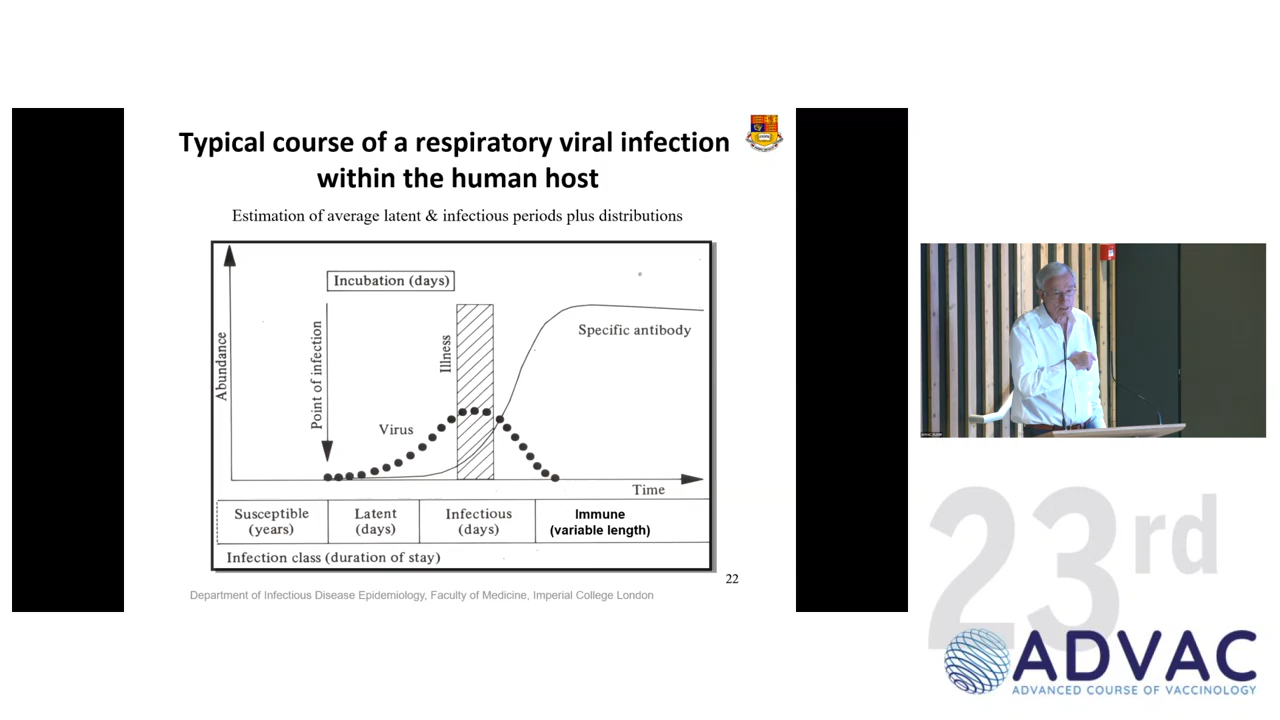 Typical course of a respiratory viral infection
within the human host
Estimation of average latent & infectious periods plus distributions
Incubation (days)
Abundance
Point of infection
Illness
Specific antibody
Virus
Time
Susceptible
(years)
Latent
(days)
Infectious
(days)
Immune
(variable length)
Infection class (duration of stay)
22
Department of Infectious Disease Epidemiology, Faculty of Medicine, Imperial College London
23rd
ADVAC
ADVANCED COURSE OF VACCINOLOGY